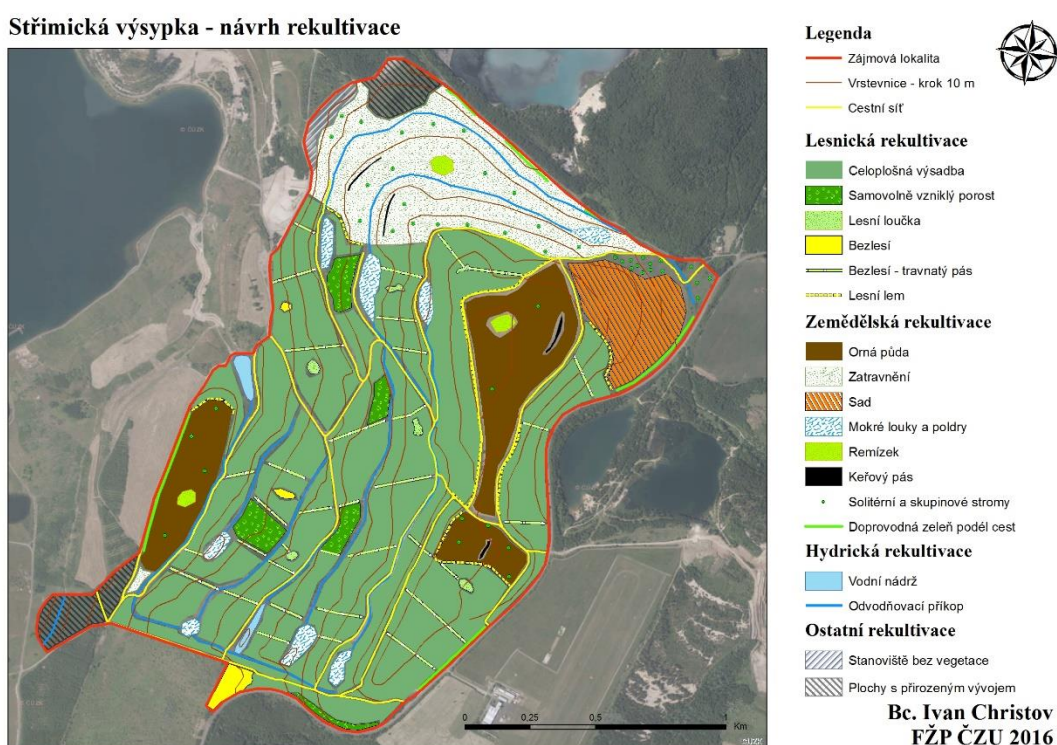 Střimická výsypka - návrh rekultivace
Legenda
Zájmová lokalita
Vrstevnice - krok 10 m
Cestní síť
Lesnická rekultivace
Celoplošná výsadba
Samovolně vzniklý porost
Lesní loučka
Bezlesí
Bezlesí - travnatý pás
Lesní lem
Zemědělská rekultivace
Orná půda
Zatravnění
Sad
Mokré louky a poldry
Remízek
Keřový pás
Solitérní a skupinové stromy
Doprovodná zeleň podél cest
Hydrická rekultivace
Vodní nádrž
Odvodňovací příkop
Ostatní rekultivace
Stanoviště bez vegetace
Plochy s přirozeným vývojem
0 0,25 0,5 1
Km
Bc. Ivan Christov
FŽP ČZU 2016